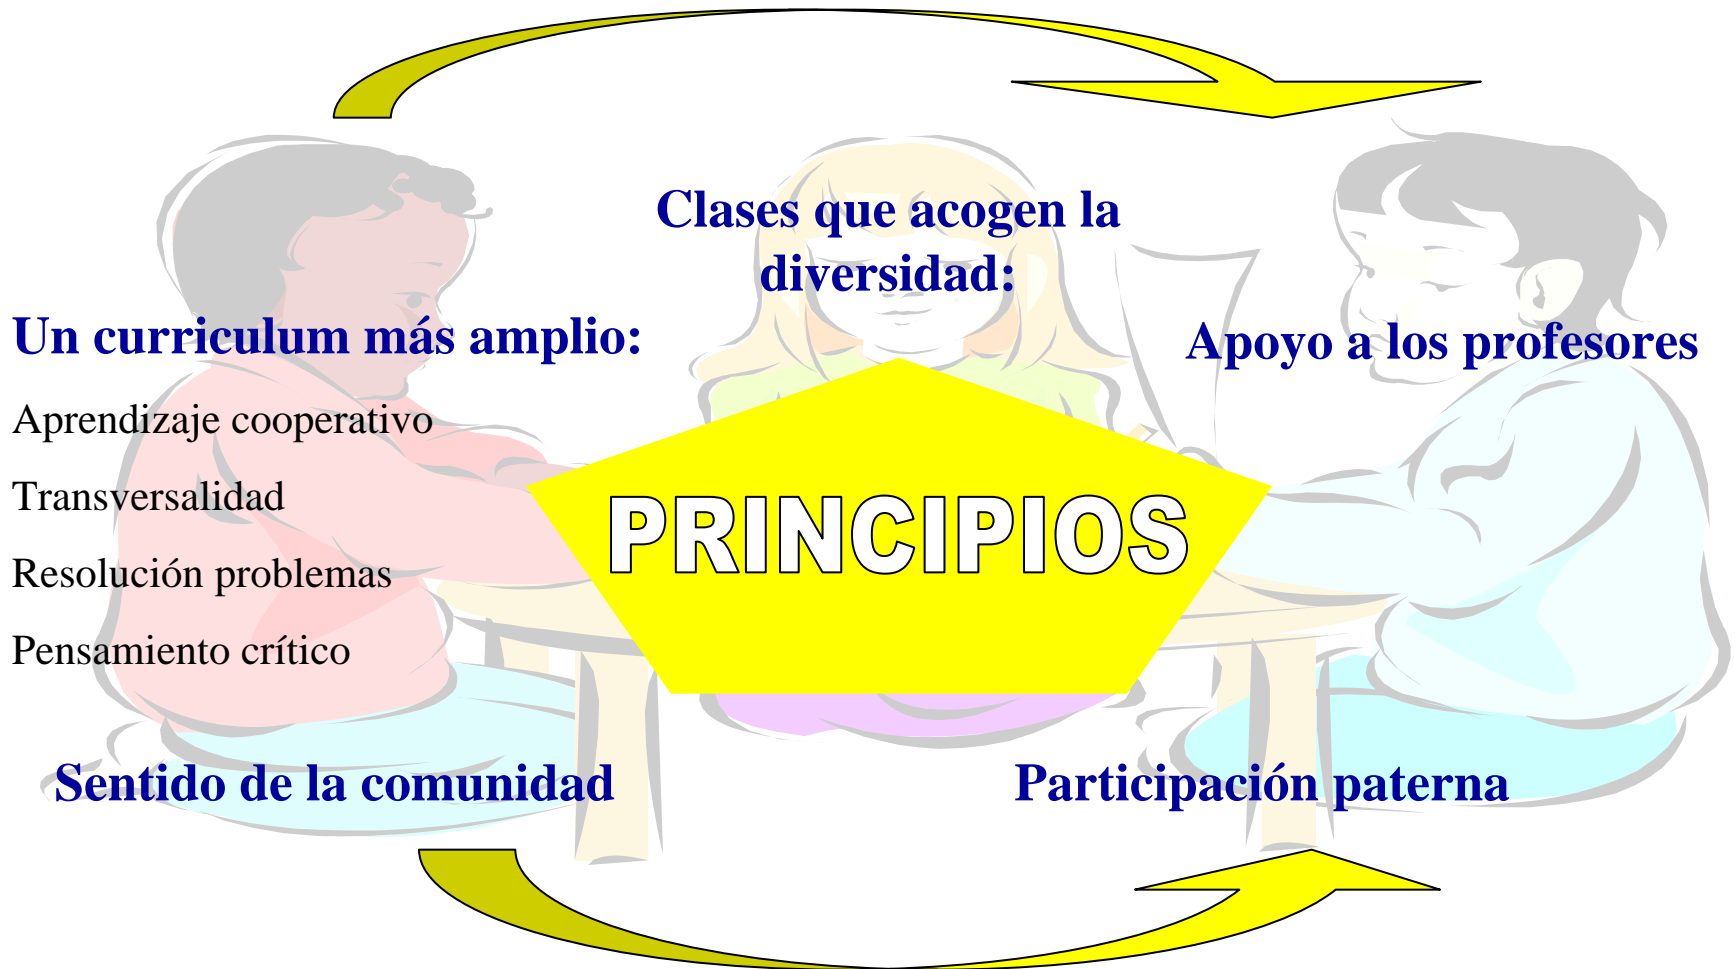 Clases que acogen la
diversidad:
Un curriculum más amplio:
Aprendizaje cooperativo
Transversalidad
Resolución problemas
Pensamiento crítico
Apoyo a los profesores
PRINCIPIOS
Sentido de la comunidad
Participación paterna